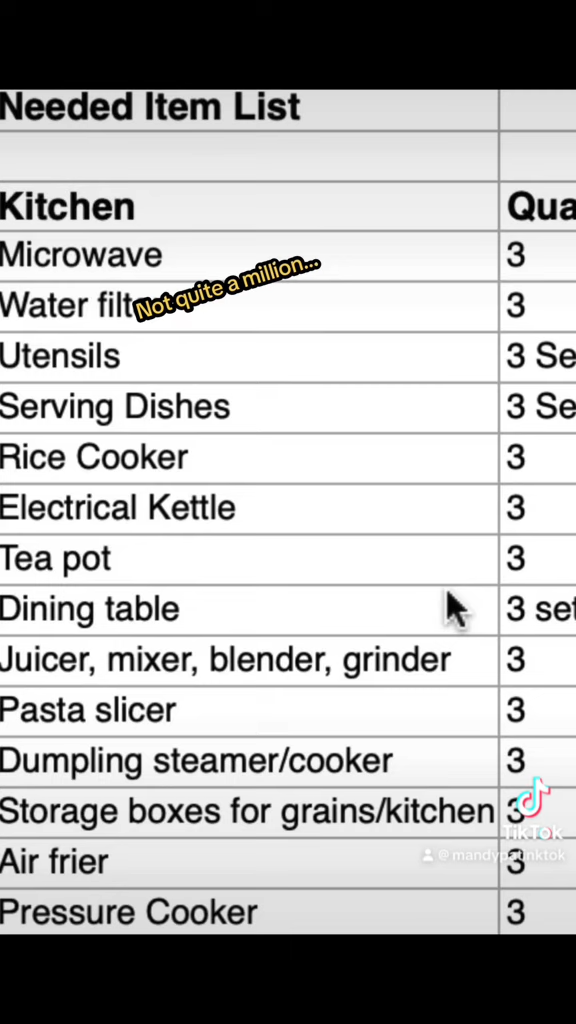 Needed Item List
Kitchen Qua
Microwave 3
Not quite a million...
Water filt 3
Utensils 3 Se
Serving Dishes 3 Se
Rice Cooker 3
Electrical Kettle 3
Tea pot 3
Dining table 3 set
Juicer, mixer, blender, grinder 3
Pasta slicer 3
Dumpling steamer/cooker 3
Storage boxes for grains/kitchen 3
TikTok
@mandypatinktok
Air frier 3
Pressure Cooker 3